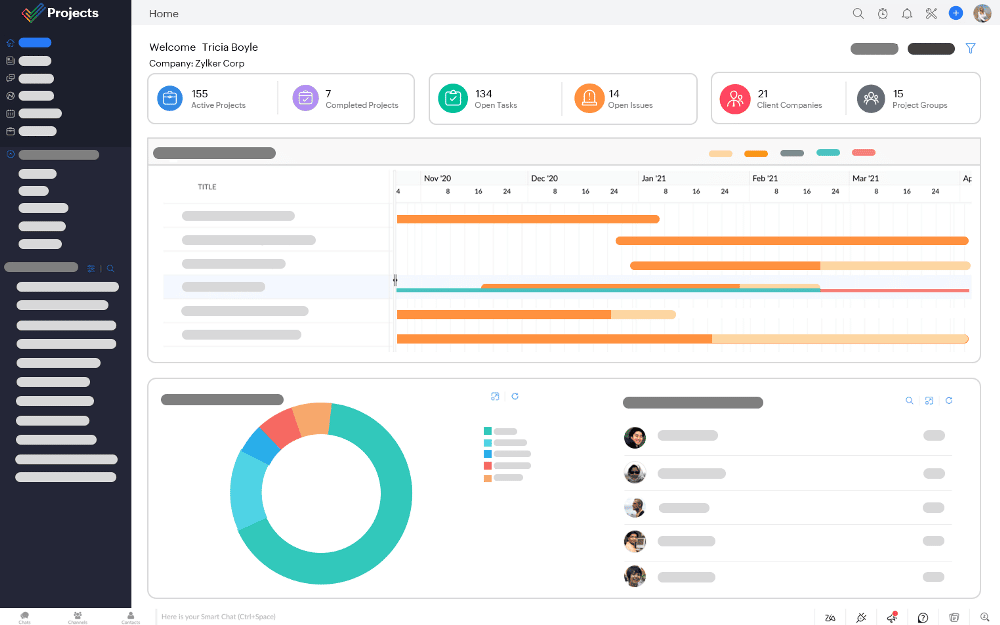 Projects
Home
Welcome Tricia Boyle
Company: Zylker Corp
155
Active Projects
7
Completed Projects
134
Open Tasks
14
Open Issues
21
Client Companies
15
Project Groups
TITLE
Nov '20 Dec '20 Jan '21 Feb '21 Mar '21 Ap
4 8 16 24 8 16 24 8 16 24 8 16 24 8 16 24
Chats Channels Contacts
Here is your Smart Chat (Ctrl+Space)